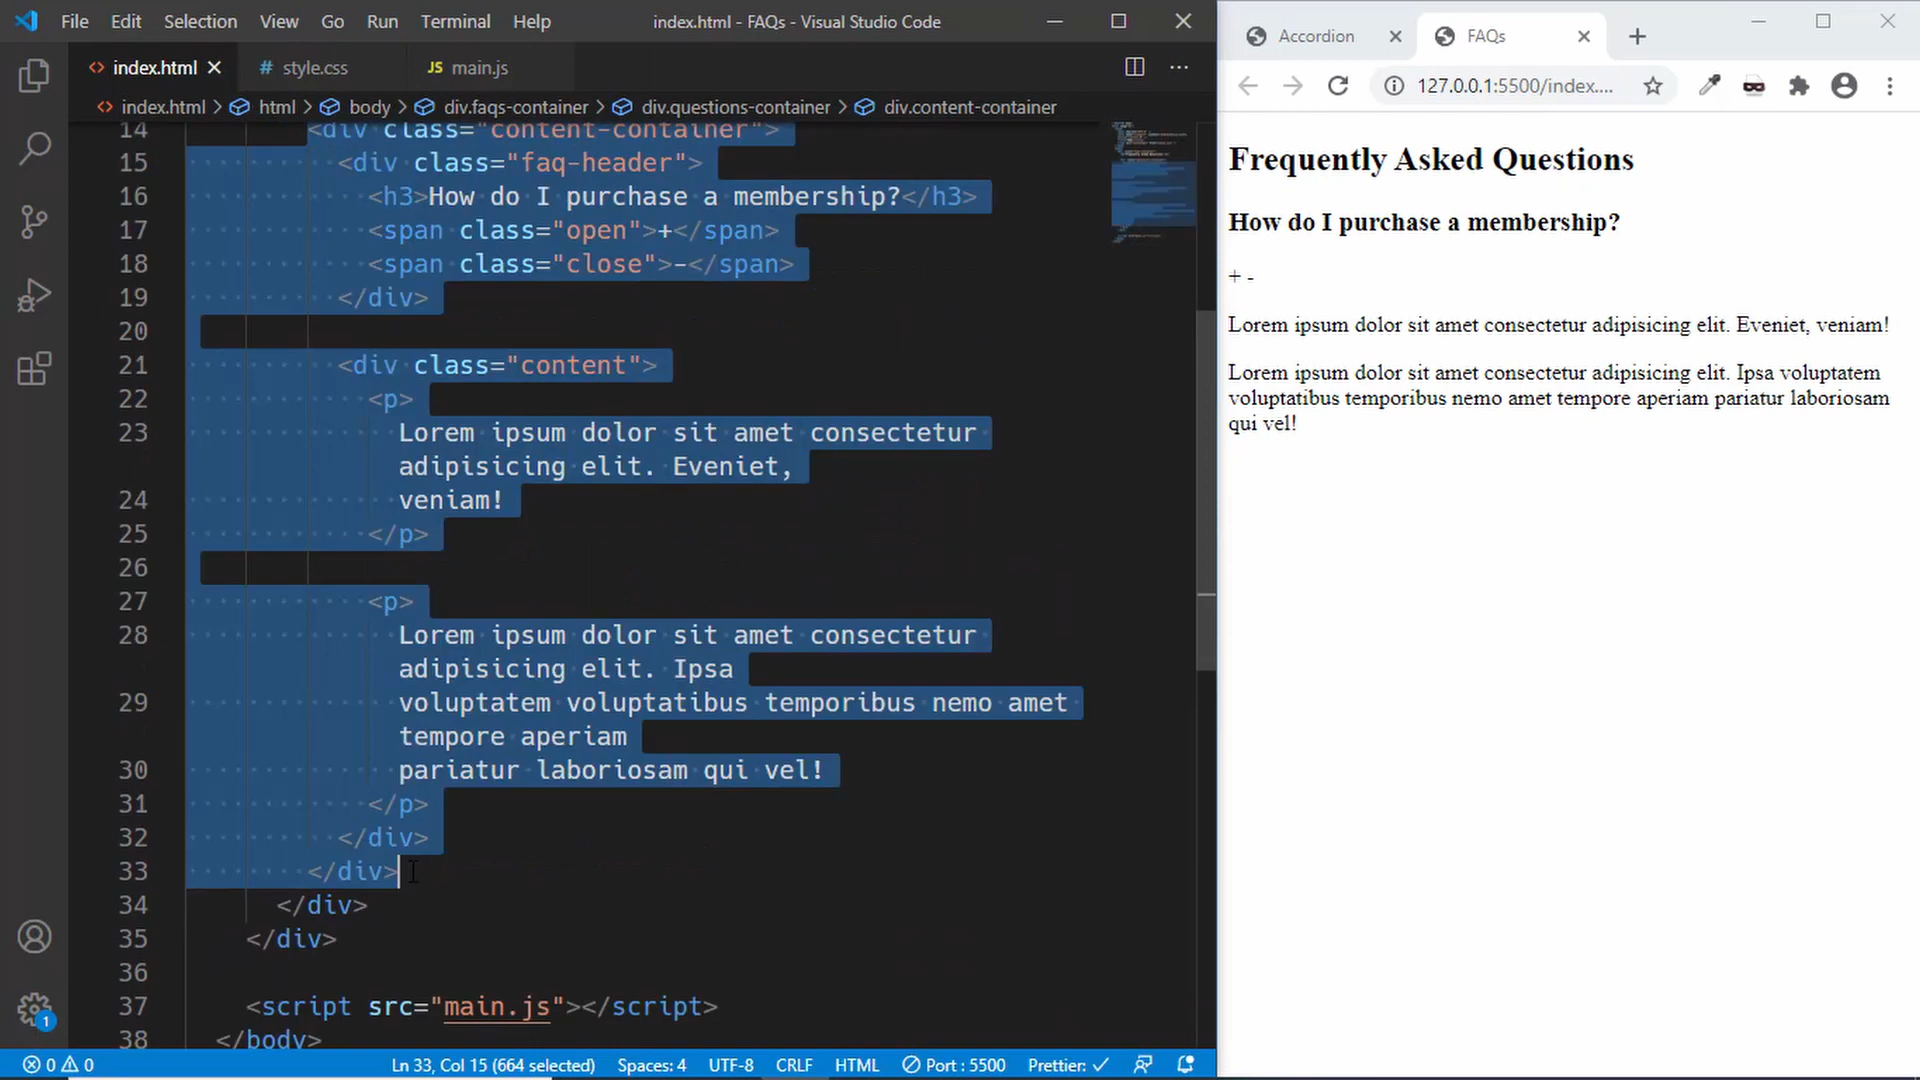 File Edit Selection View Go Run Terminal Help index.html - FAQs - Visual Studio Code
index.html style.css JS main.js
index.html > html > body > div.faqs-container > div.questions-container > div.content-container
14 <div class="content-container">
15 <div class="faq-header">
16 <h3>How do I purchase a membership?</h3>
17 <span class="open">+</span>
18 <span class="close">-</span>
19 </div>
20
21 <div class="content">
22 <p>
23 Lorem ipsum dolor sit amet consectetur
adipisicing elit. Eveniet,
24 veniam!
25 </p>
26
27 <p>
28 Lorem ipsum dolor sit amet consectetur
adipisicing elit. Ipsa
29 voluptatem voluptatibus temporibus nemo amet
tempore aperiam
30 pariatur laboriosam qui vel!
31 </p>
32 </div>
33 </div>
34 </div>
35 </div>
36
37 <script src="main.js"></script>
38 </body>
1
0 0 Ln 33, Col 15 (664 selected) Spaces: 4 UTF-8 CRLF HTML Port : 5500 Prettier: ✓
Accordion FAQs
127.0.0.1:5500/index....
Frequently Asked Questions
How do I purchase a membership?
+ -
Lorem ipsum dolor sit amet consectetur adipisicing elit. Eveniet, veniam!
Lorem ipsum dolor sit amet consectetur adipisicing elit. Ipsa voluptatem
voluptatibus temporibus nemo amet tempore aperiam pariatur laboriosam
qui vel!